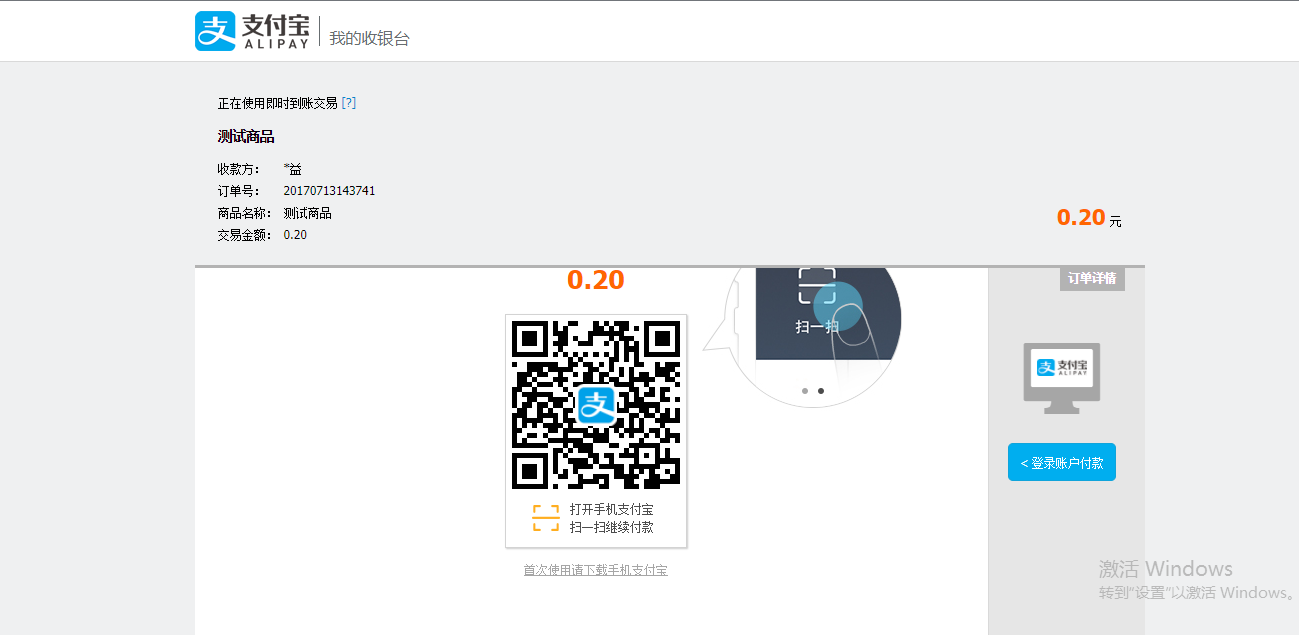 支付宝
ALIPAY
我的收银台
正在使用即时到账交易 [?]
测试商品
收款方： *益
订单号： 20170713143741
商品名称： 测试商品
交易金额： 0.20
0.20 元
0.20
订单详情
扫一扫
支
支付宝
ALIPAY
< 登录账户付款
打开手机支付宝
扫一扫继续付款
首次使用请下载手机支付宝
激活 Windows
转到"设置"以激活 Windows。